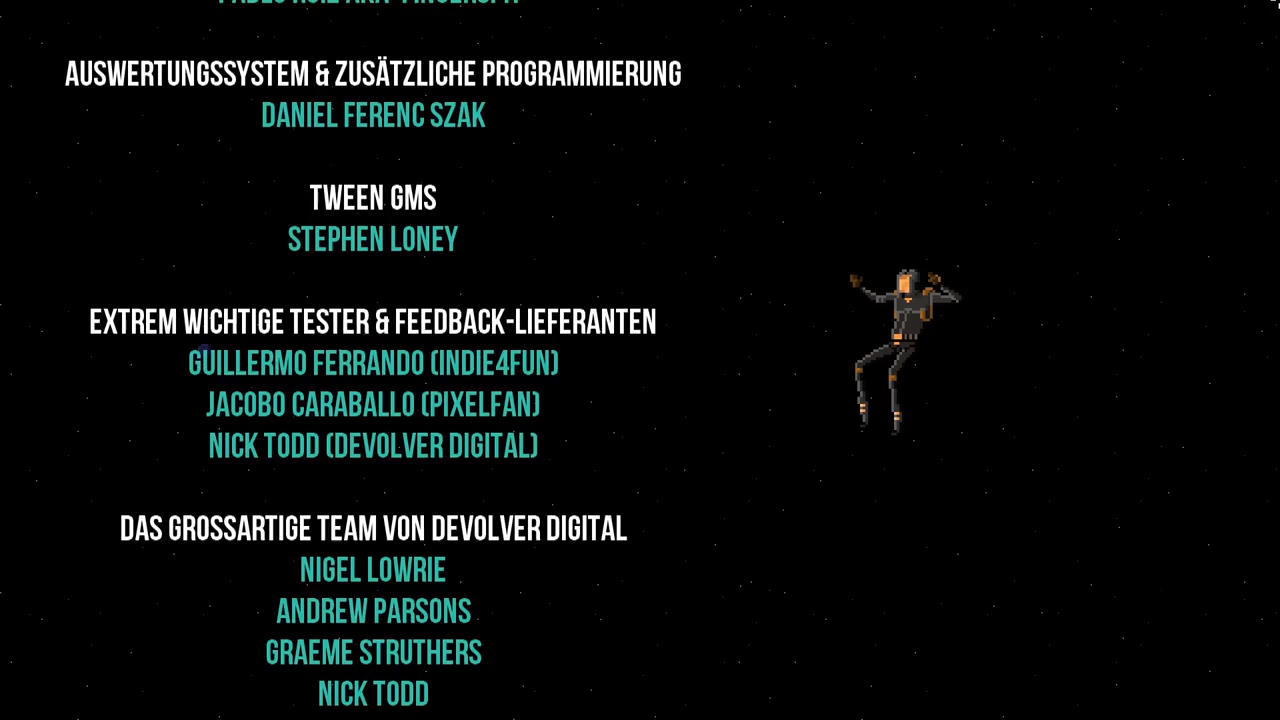 AUSWERTUNGSSYSTEM & ZUSÄTZLICHE PROGRAMMIERUNG
DANIEL FERENC SZAK
TWEEN GMS
STEPHEN LONEY
EXTREM WICHTIGE TESTER & FEEDBACK-LIEFERANTEN
GUILLERMO FERRANDO (INDIE4FUN)
JACOBO CARABALLO (PIXELFAN)
NICK TODD (DEVOLVER DIGITAL)
DAS GROSSARTIGE TEAM VON DEVOLVER DIGITAL
NIGEL LOWRIE
ANDREW PARSONS
GRAEME STRUTHERS
NICK TODD